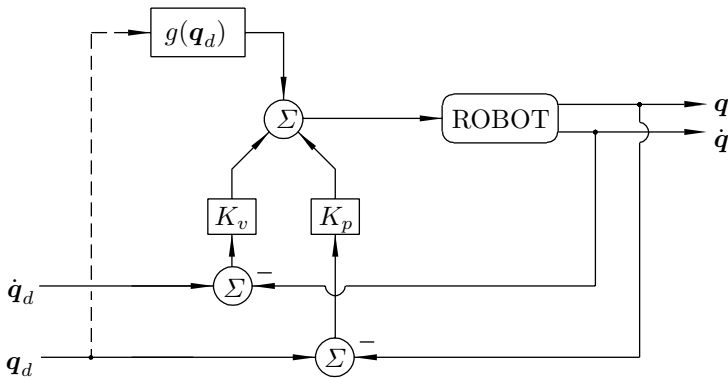 g(𝒒_d)
Σ
ROBOT
𝒒
𝒒̇
K_v
K_p
𝒒̇_d
Σ
−
𝒒_d
Σ
−